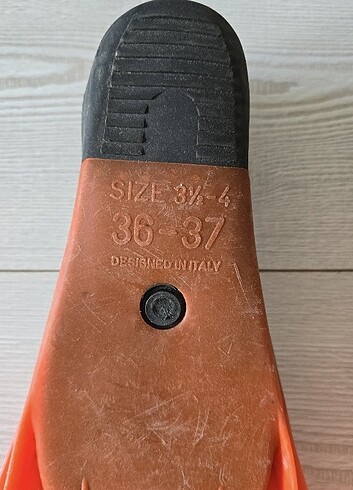 SIZE 3½-4
36-37
DESIGNED IN ITALY